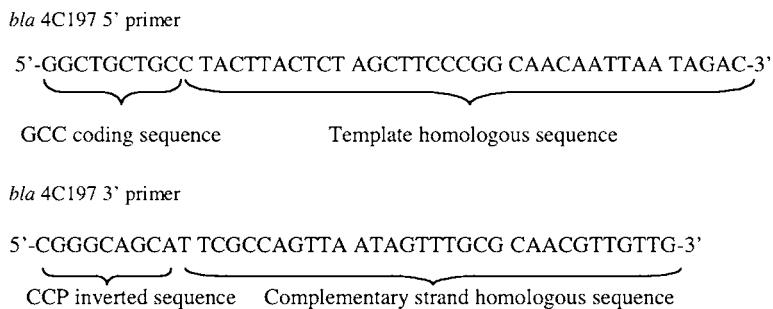 bla 4C197 5' primer
5'-GGCTGCTGCC TACTTACTCT AGCTTCCCGG CAACAATTAA TAGAC-3'
GCC coding sequence Template homologous sequence
bla 4C197 3' primer
5'-CGGGCAGCAT TCGCCAGTTA ATAGTTTGCG CAACGTTGTTG-3'
CCP inverted sequence Complementary strand homologous sequence